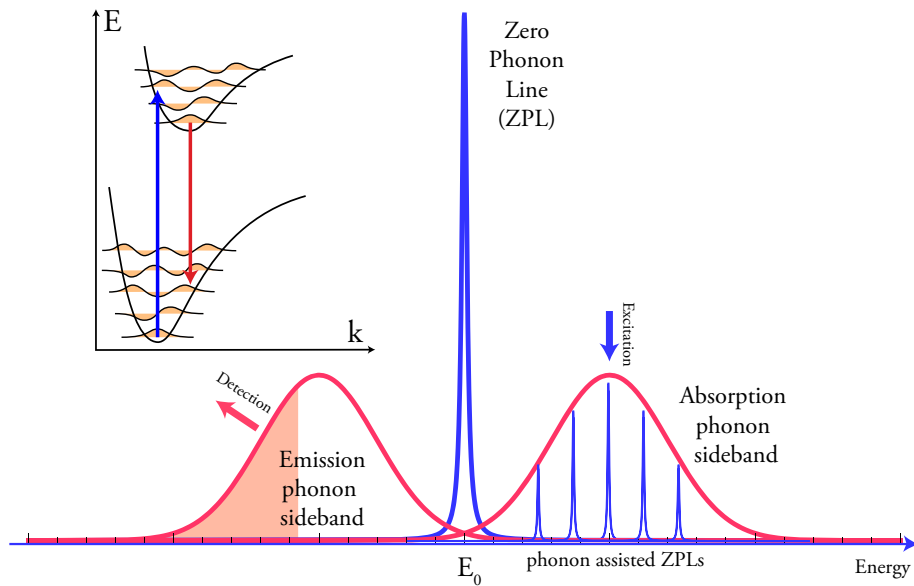 E
k
Zero
Phonon
Line
(ZPL)
Excitation
Detection
Absorption
phonon
sideband
Emission
phonon
sideband
phonon assisted ZPLs
E0
Energy